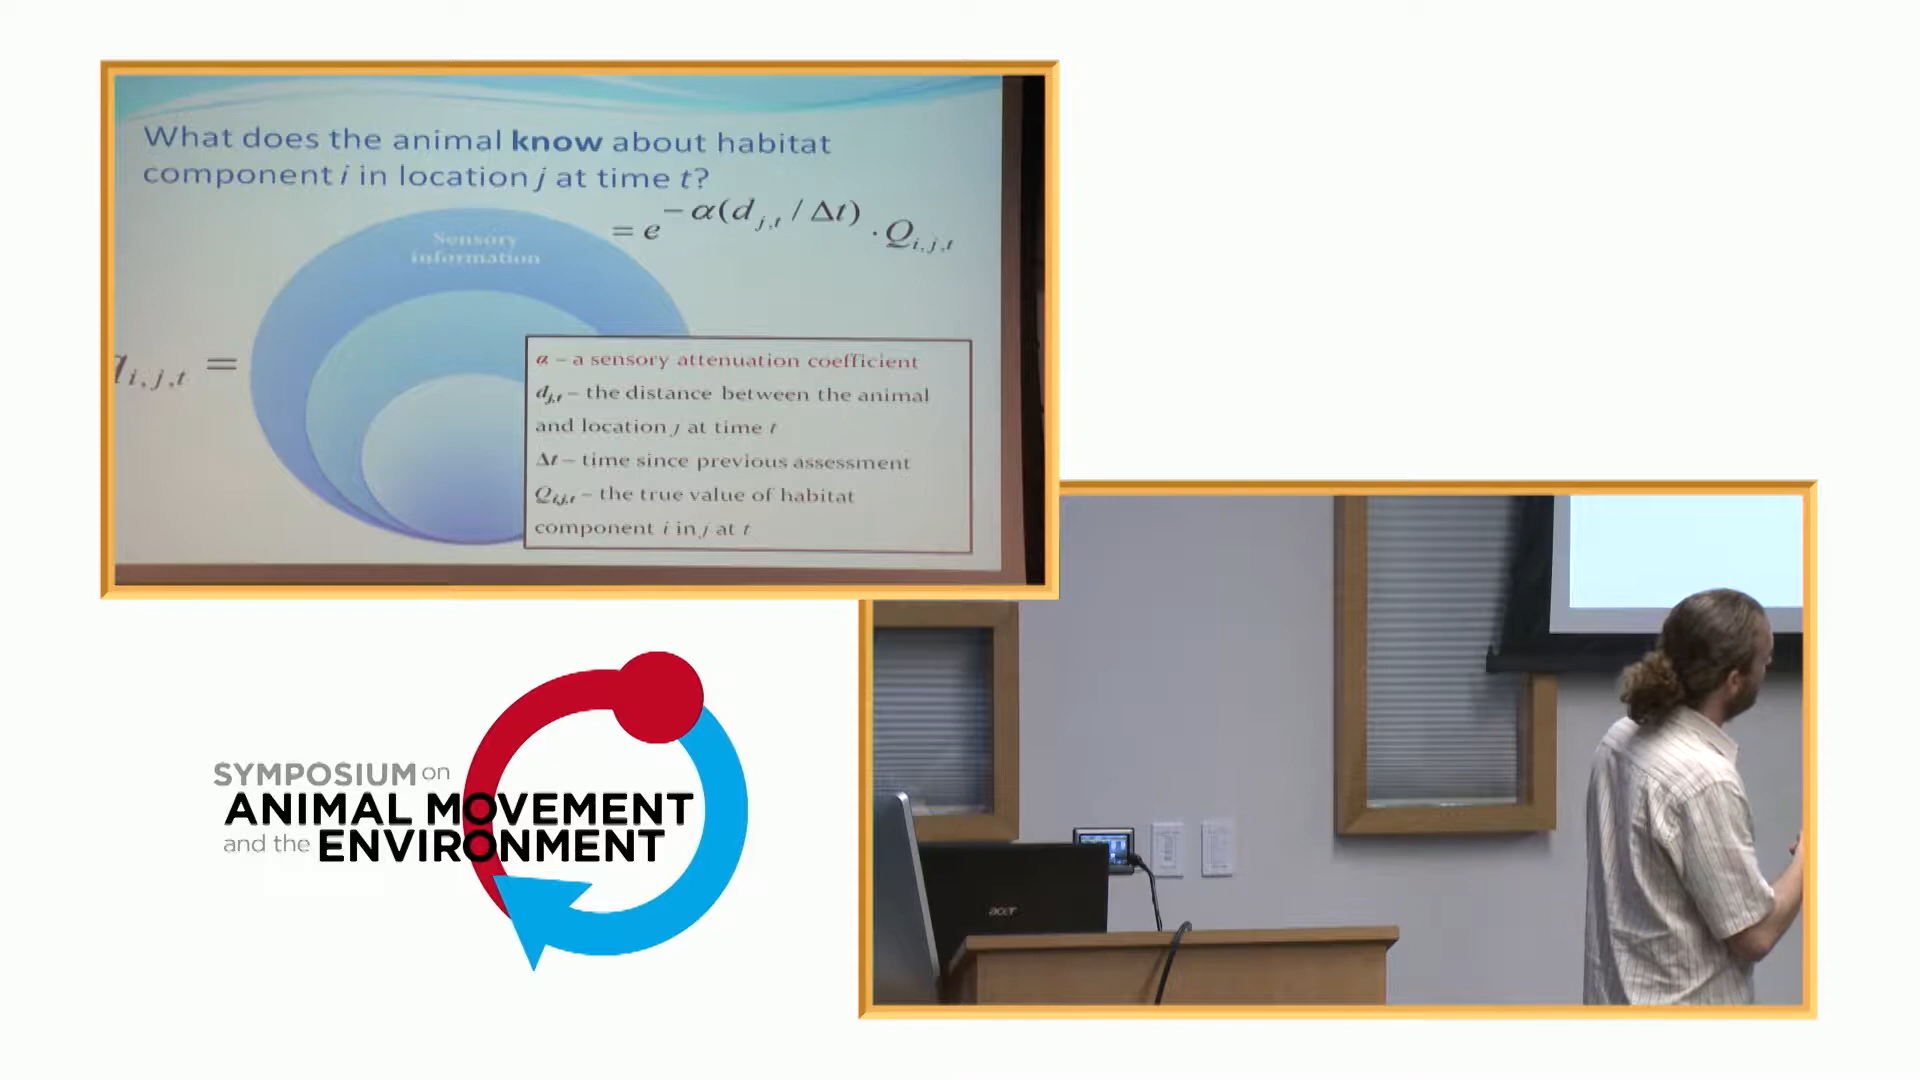 What does the animal know about habitat
component i in location j at time t?
= e^{-α(d_{j,t} / Δt)} · Q_{i,j,t}
Sensory
information
q_{i,j,t} =
α – a sensory attenuation coefficient
d_{j,t} – the distance between the animal
and location j at time t
Δt – time since previous assessment
Q_{i,j,t} – the true value of habitat
component i in j at t
SYMPOSIUM on
ANIMAL MOVEMENT
and the ENVIRONMENT
acer